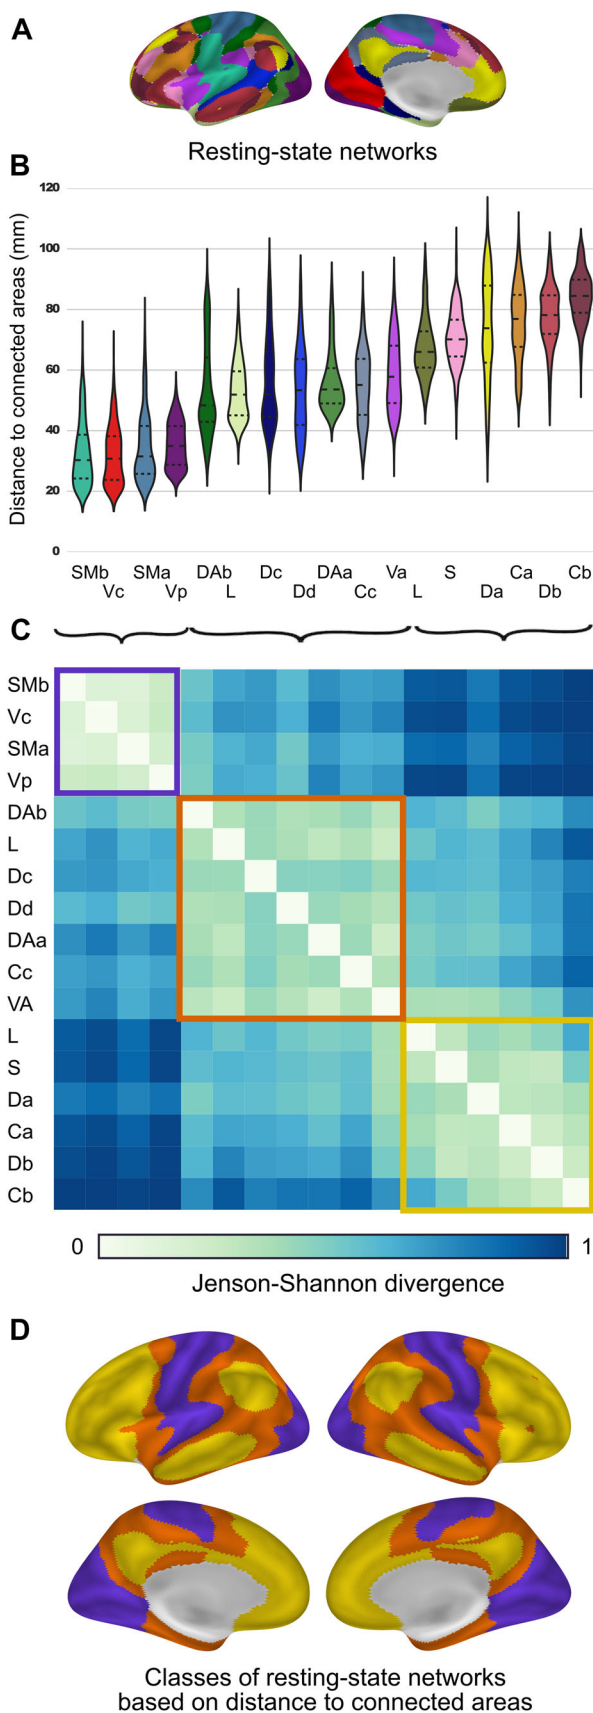 A
Resting-state networks
B
Distance to connected areas (mm)
120
100
80
60
40
20
0
SMb SMa DAb Dc DAa Va S Ca Cb
Vc Vp L Dd Cc L Da Db
C
SMb
Vc
SMa
Vp
DAb
L
Dc
Dd
DAa
Cc
VA
L
S
Da
Ca
Db
Cb
0 1
Jenson-Shannon divergence
D
Classes of resting-state networks
based on distance to connected areas